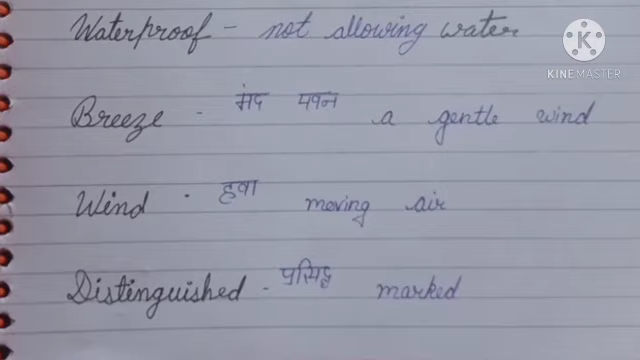 Waterproof - not allowing water
KINEMASTER
Breeze - मंद पवन a gentle wind
Wind - हवा moving air
Distinguished - प्रसिद्ध marked